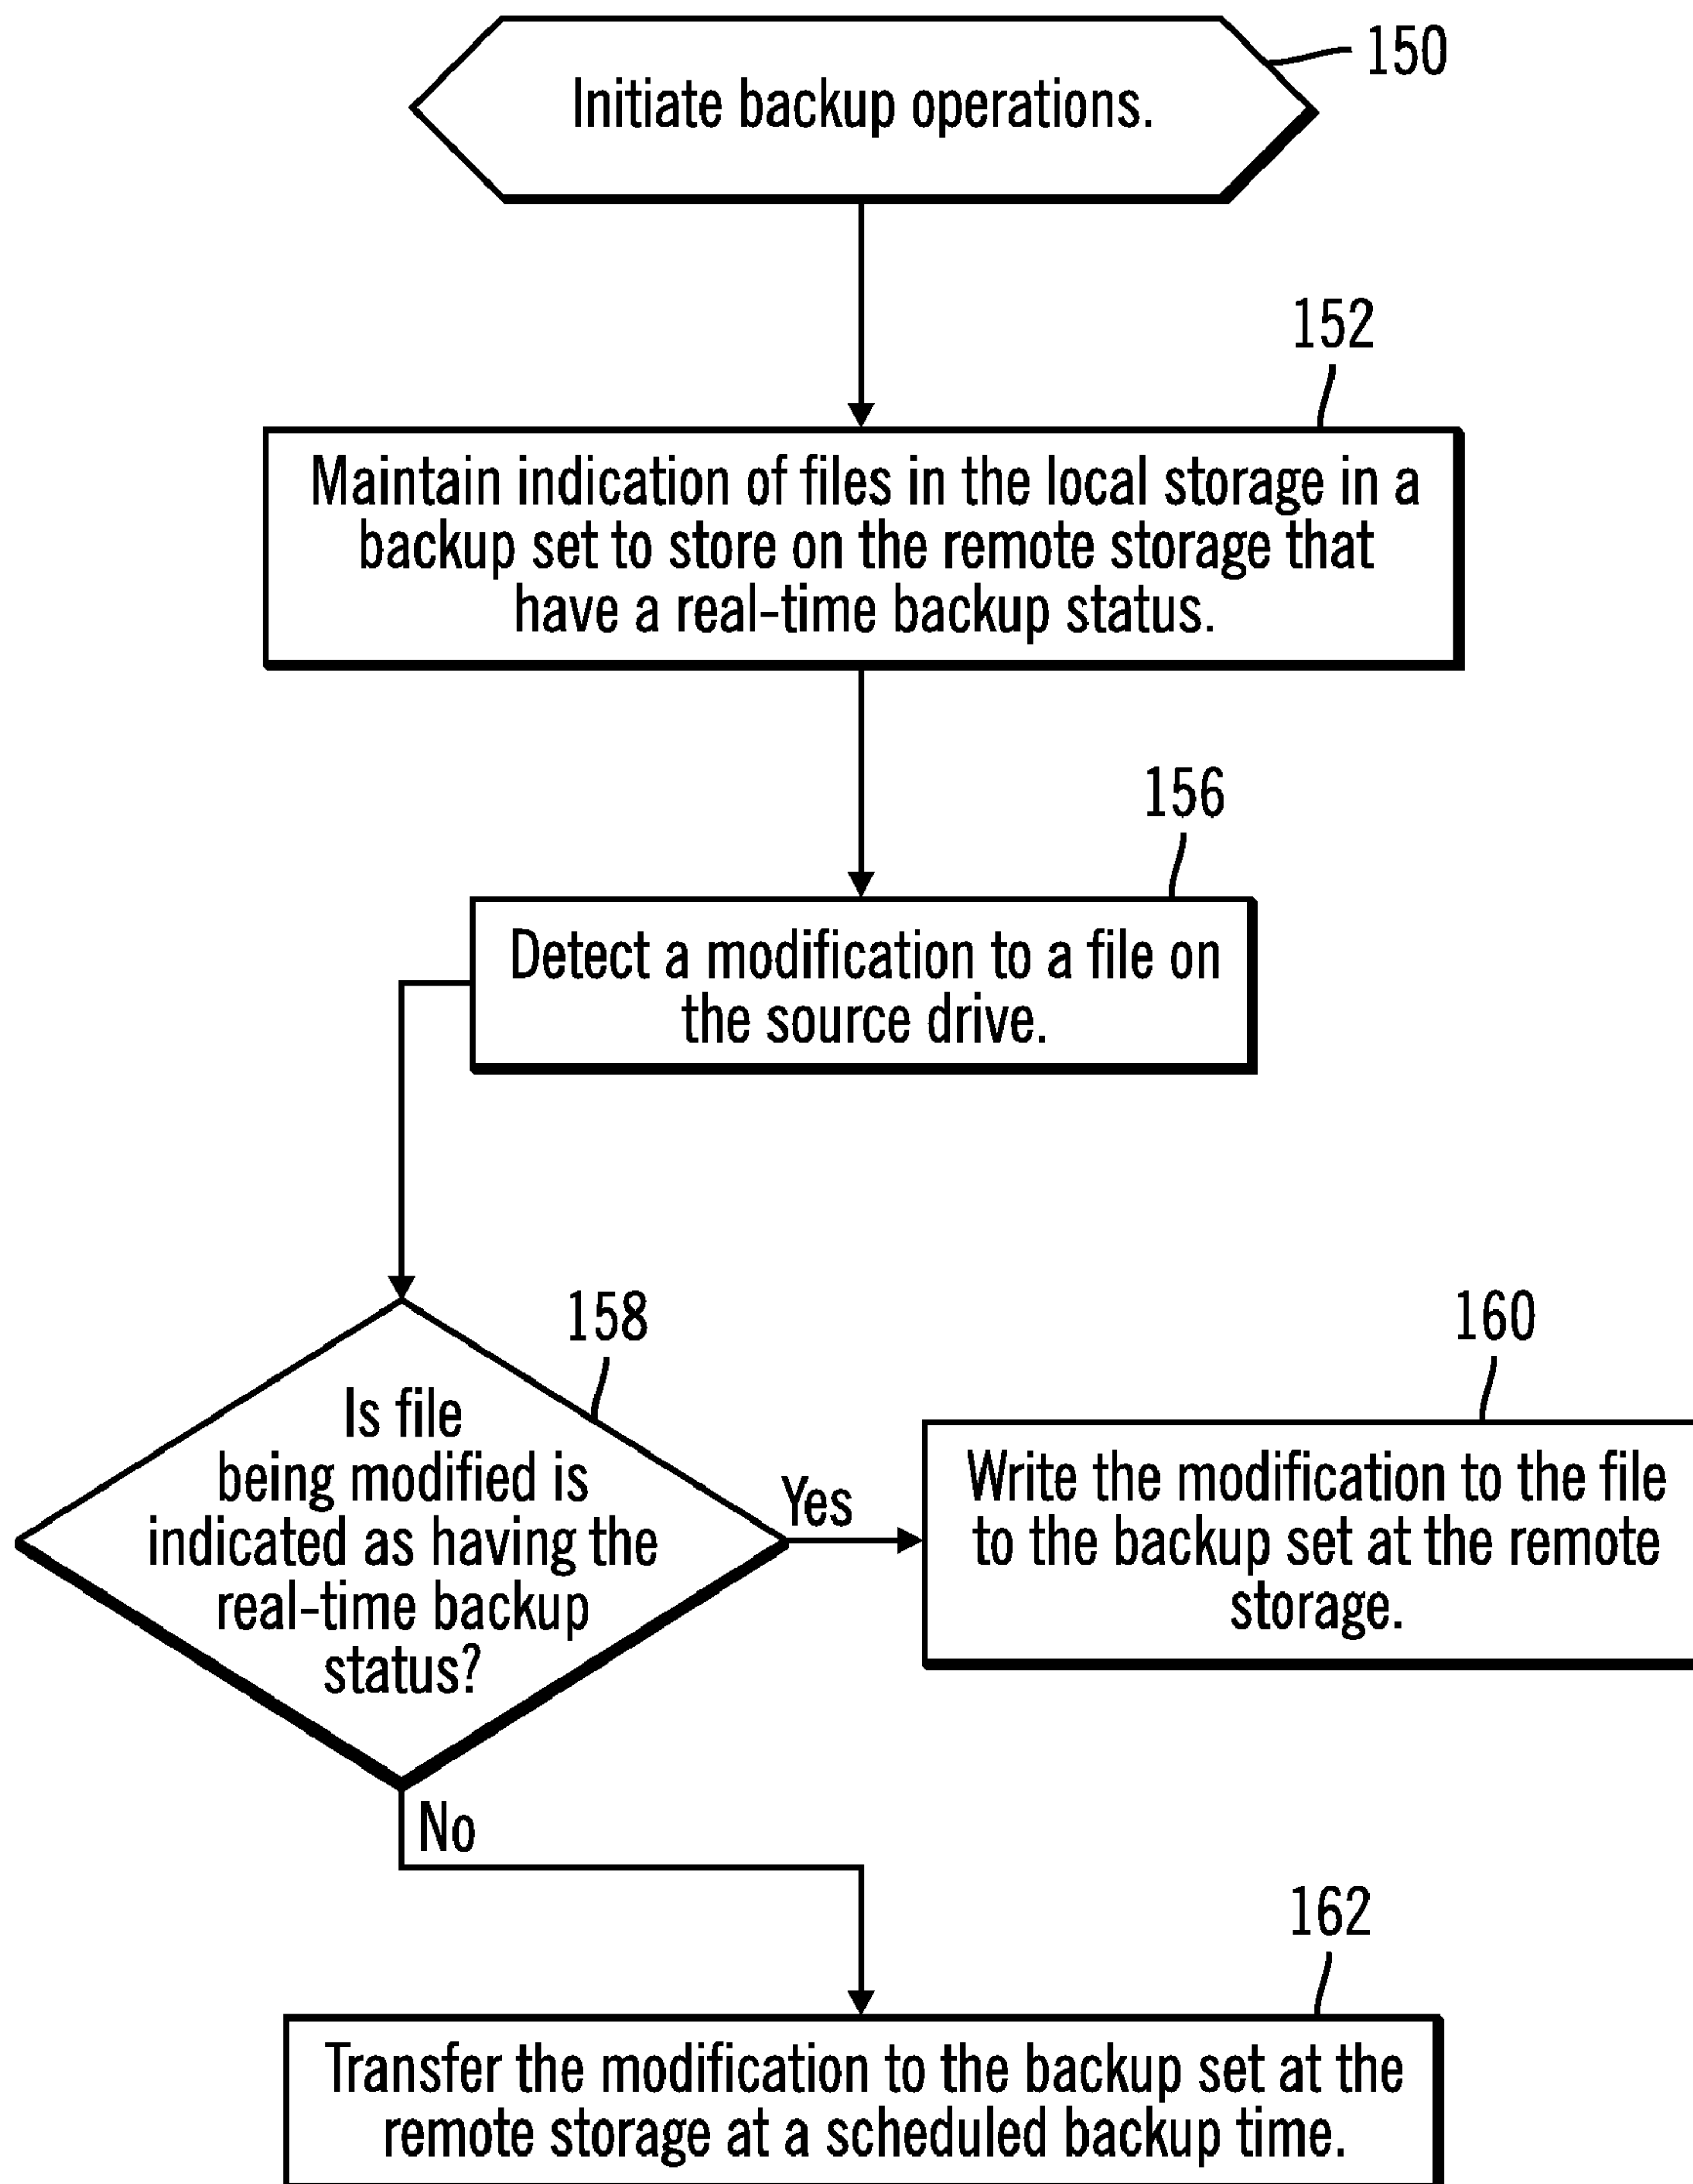 Initiate backup operations.
150
152
Maintain indication of files in the local storage in a
backup set to store on the remote storage that
have a real-time backup status.
156
Detect a modification to a file on
the source drive.
158
Is file
being modified is
indicated as having the
real-time backup
status?
Yes
160
Write the modification to the file
to the backup set at the remote
storage.
No
162
Transfer the modification to the backup set at the
remote storage at a scheduled backup time.